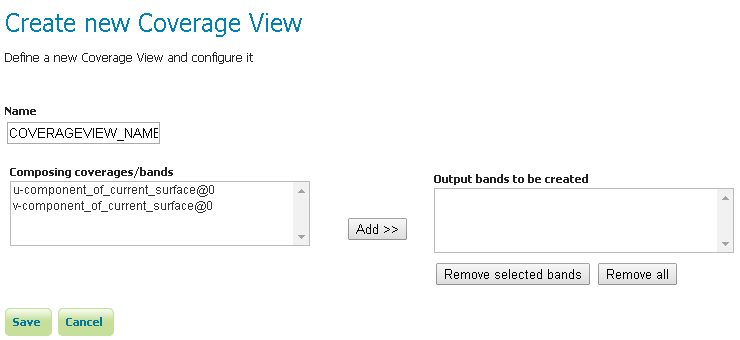 Create new Coverage View
Define a new Coverage View and configure it
Name
COVERAGEVIEW_NAME
Composing coverages/bands
u-component_of_current_surface@0
v-component_of_current_surface@0
Add >>
Output bands to be created
Remove selected bands
Remove all
Save
Cancel